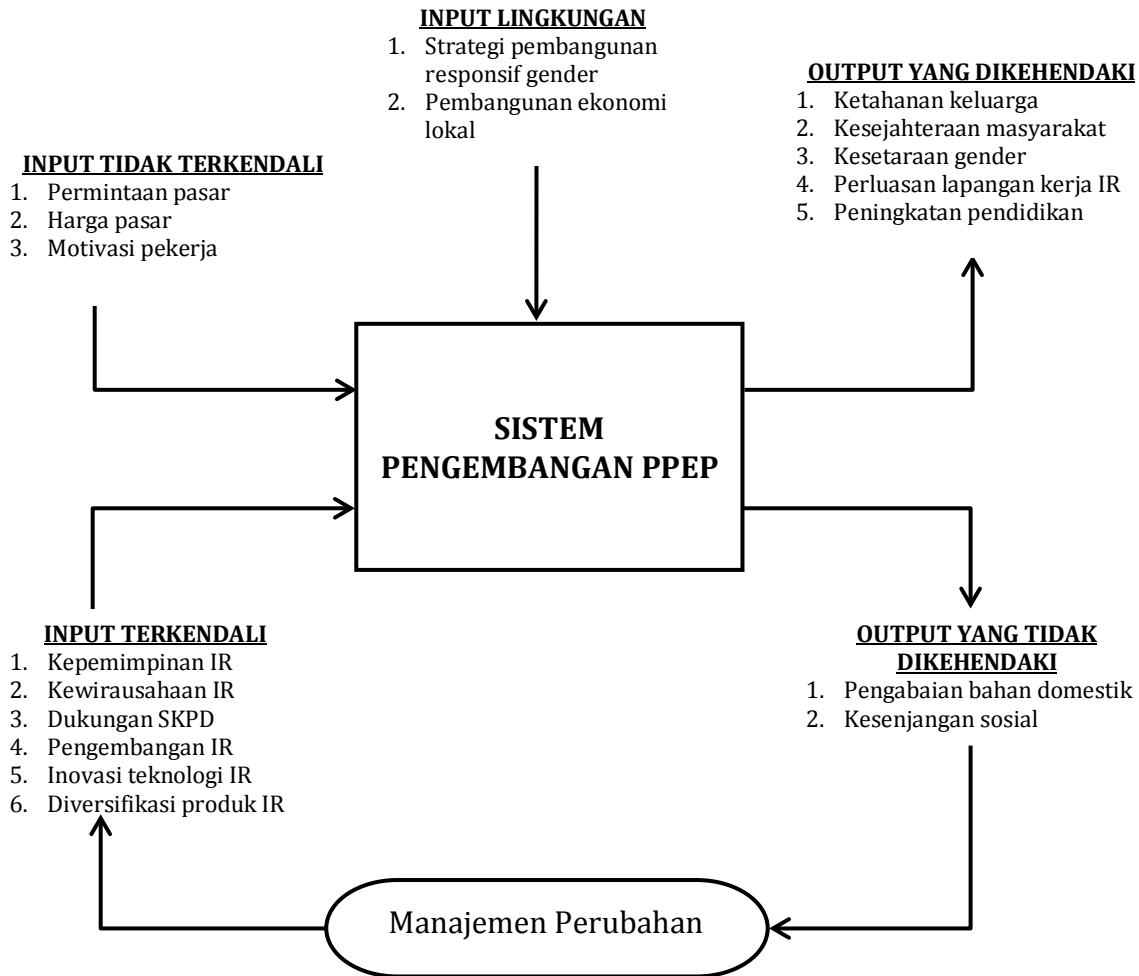 INPUT LINGKUNGAN
1. Strategi pembangunan
responsif gender
2. Pembangunan ekonomi
lokal
OUTPUT YANG DIKEHENDAKI
1. Ketahanan keluarga
2. Kesejahteraan masyarakat
3. Kesetaraan gender
4. Perluasan lapangan kerja IR
5. Peningkatan pendidikan
INPUT TIDAK TERKENDALI
1. Permintaan pasar
2. Harga pasar
3. Motivasi pekerja
SISTEM
PENGEMBANGAN PPEP
INPUT TERKENDALI
1. Kepemimpinan IR
2. Kewirausahaan IR
3. Dukungan SKPD
4. Pengembangan IR
5. Inovasi teknologi IR
6. Diversifikasi produk IR
OUTPUT YANG TIDAK
DIKEHENDAKI
1. Pengabaian bahan domestik
2. Kesenjangan sosial
Manajemen Perubahan